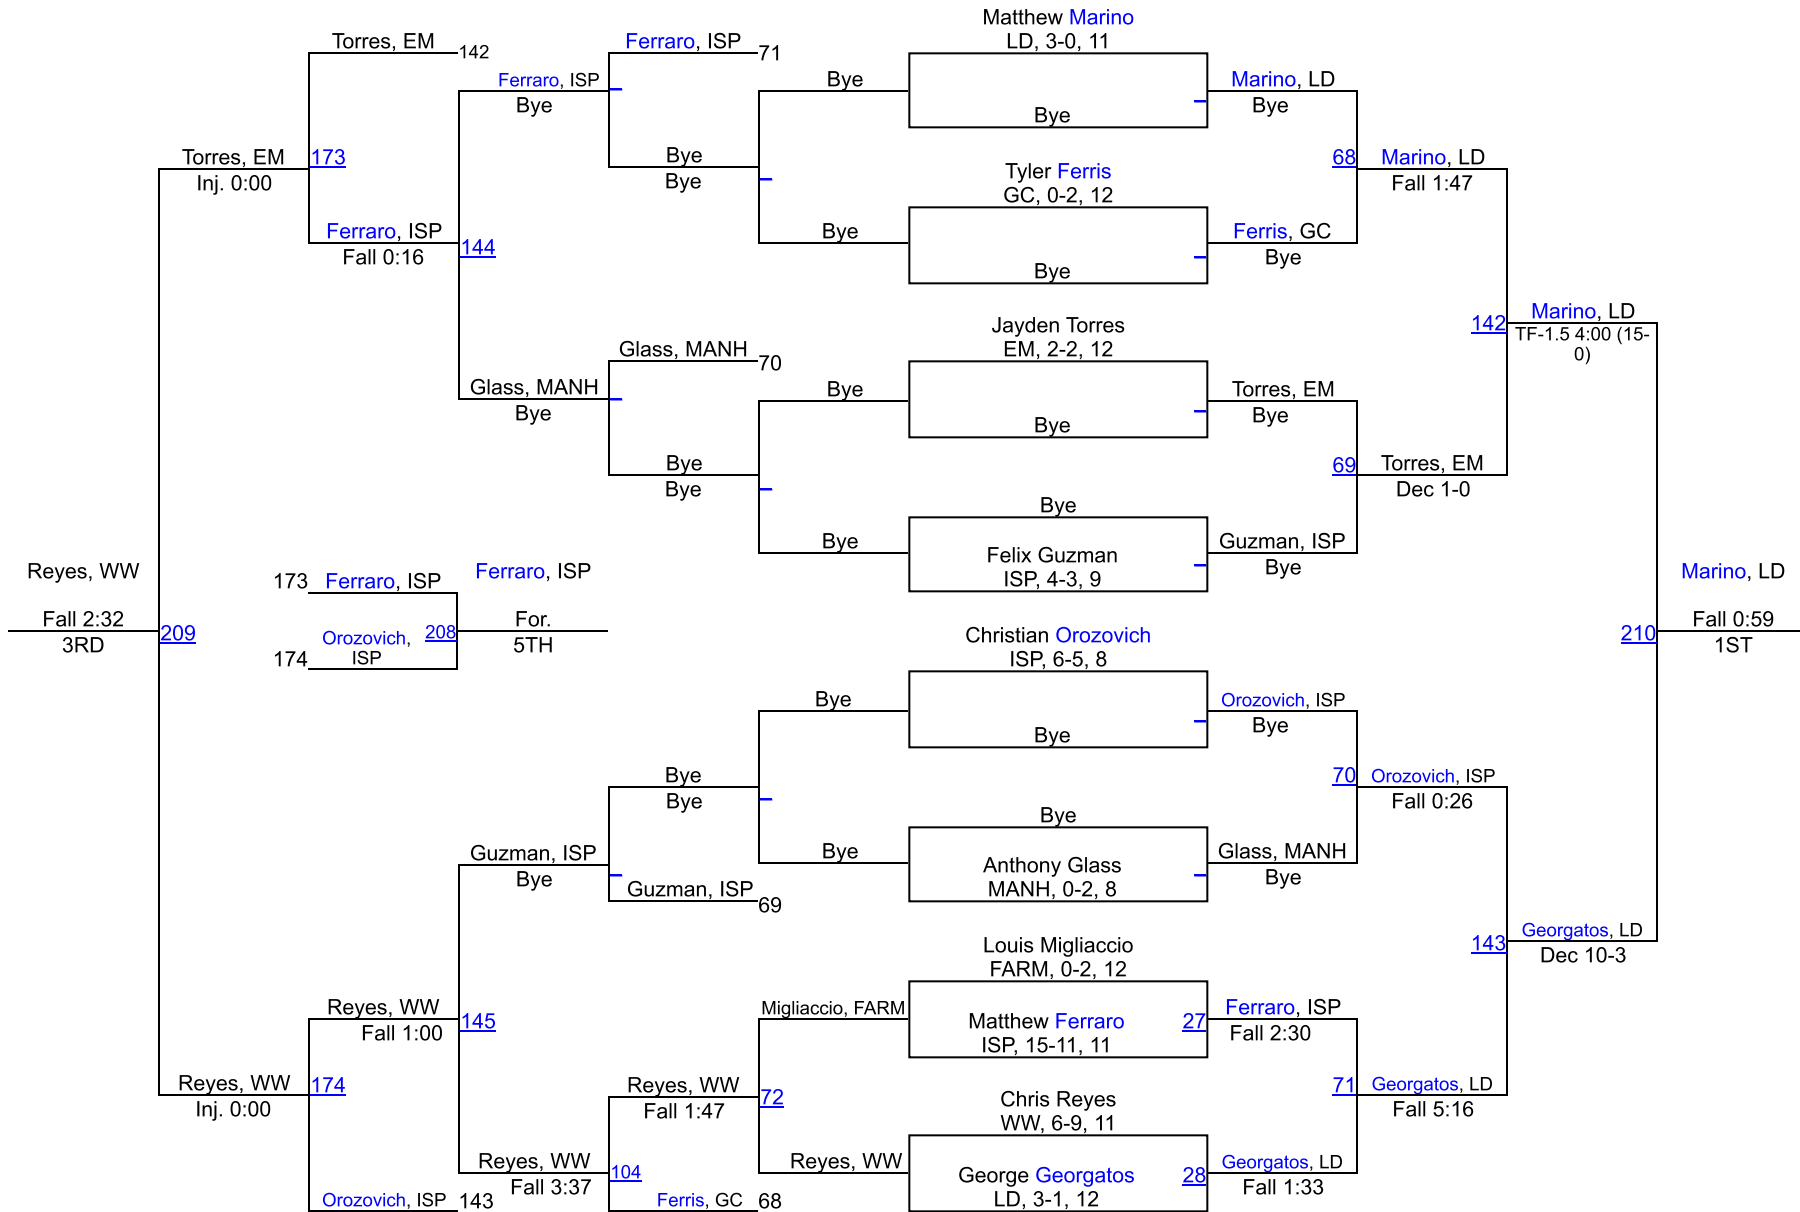 Matthew Marino
LD, 3-0, 11
Torres, EM
142
Ferraro, ISP
71
Ferraro, ISP
Bye
Bye
Marino, LD
Bye
Bye
Torres, EM
Inj. 0:00
173
Bye
Bye
Tyler Ferris
GC, 0-2, 12
68
Marino, LD
Fall 1:47
Ferraro, ISP
Fall 0:16
144
Bye
Bye
Ferris, GC
Bye
Jayden Torres
EM, 2-2, 12
142
Marino, LD
TF-1.5 4:00 (15-
0)
Glass, MANH
70
Glass, MANH
Bye
Bye
Bye
Torres, EM
Bye
Bye
Bye
69
Torres, EM
Dec 1-0
Bye
Bye
Felix Guzman
ISP, 4-3, 9
Guzman, ISP
Bye
Reyes, WW
Fall 2:32
3RD
209
173
Ferraro, ISP
Ferraro, ISP
174
Orozovich,
ISP
208
For.
5TH
Marino, LD
210
Fall 0:59
1ST
Christian Orozovich
ISP, 6-5, 8
Bye
Bye
Orozovich, ISP
Bye
Bye
Bye
70
Orozovich, ISP
Fall 0:26
Bye
Guzman, ISP
Bye
Bye
Anthony Glass
MANH, 0-2, 8
Glass, MANH
Bye
Guzman, ISP
69
Louis Migliaccio
FARM, 0-2, 12
143
Georgatos, LD
Dec 10-3
Reyes, WW
Fall 1:00
145
Migliaccio, FARM
Matthew Ferraro
ISP, 15-11, 11
27
Ferraro, ISP
Fall 2:30
Reyes, WW
Inj. 0:00
174
Reyes, WW
Fall 1:47
72
Chris Reyes
WW, 6-9, 11
71
Georgatos, LD
Fall 5:16
Reyes, WW
Fall 3:37
104
Reyes, WW
George Georgatos
LD, 3-1, 12
28
Georgatos, LD
Fall 1:33
Orozovich, ISP
143
Ferris, GC
68